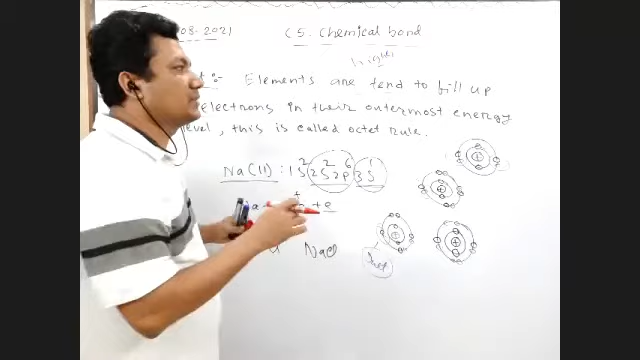 08-2021 C5. Chemical bond
height
Elements are tend to fill up
electrons in their outermost energy
level, this is called octet rule.
Na(11) : 1s² 2s² 2p⁶ 3s¹
+ e
NaCl